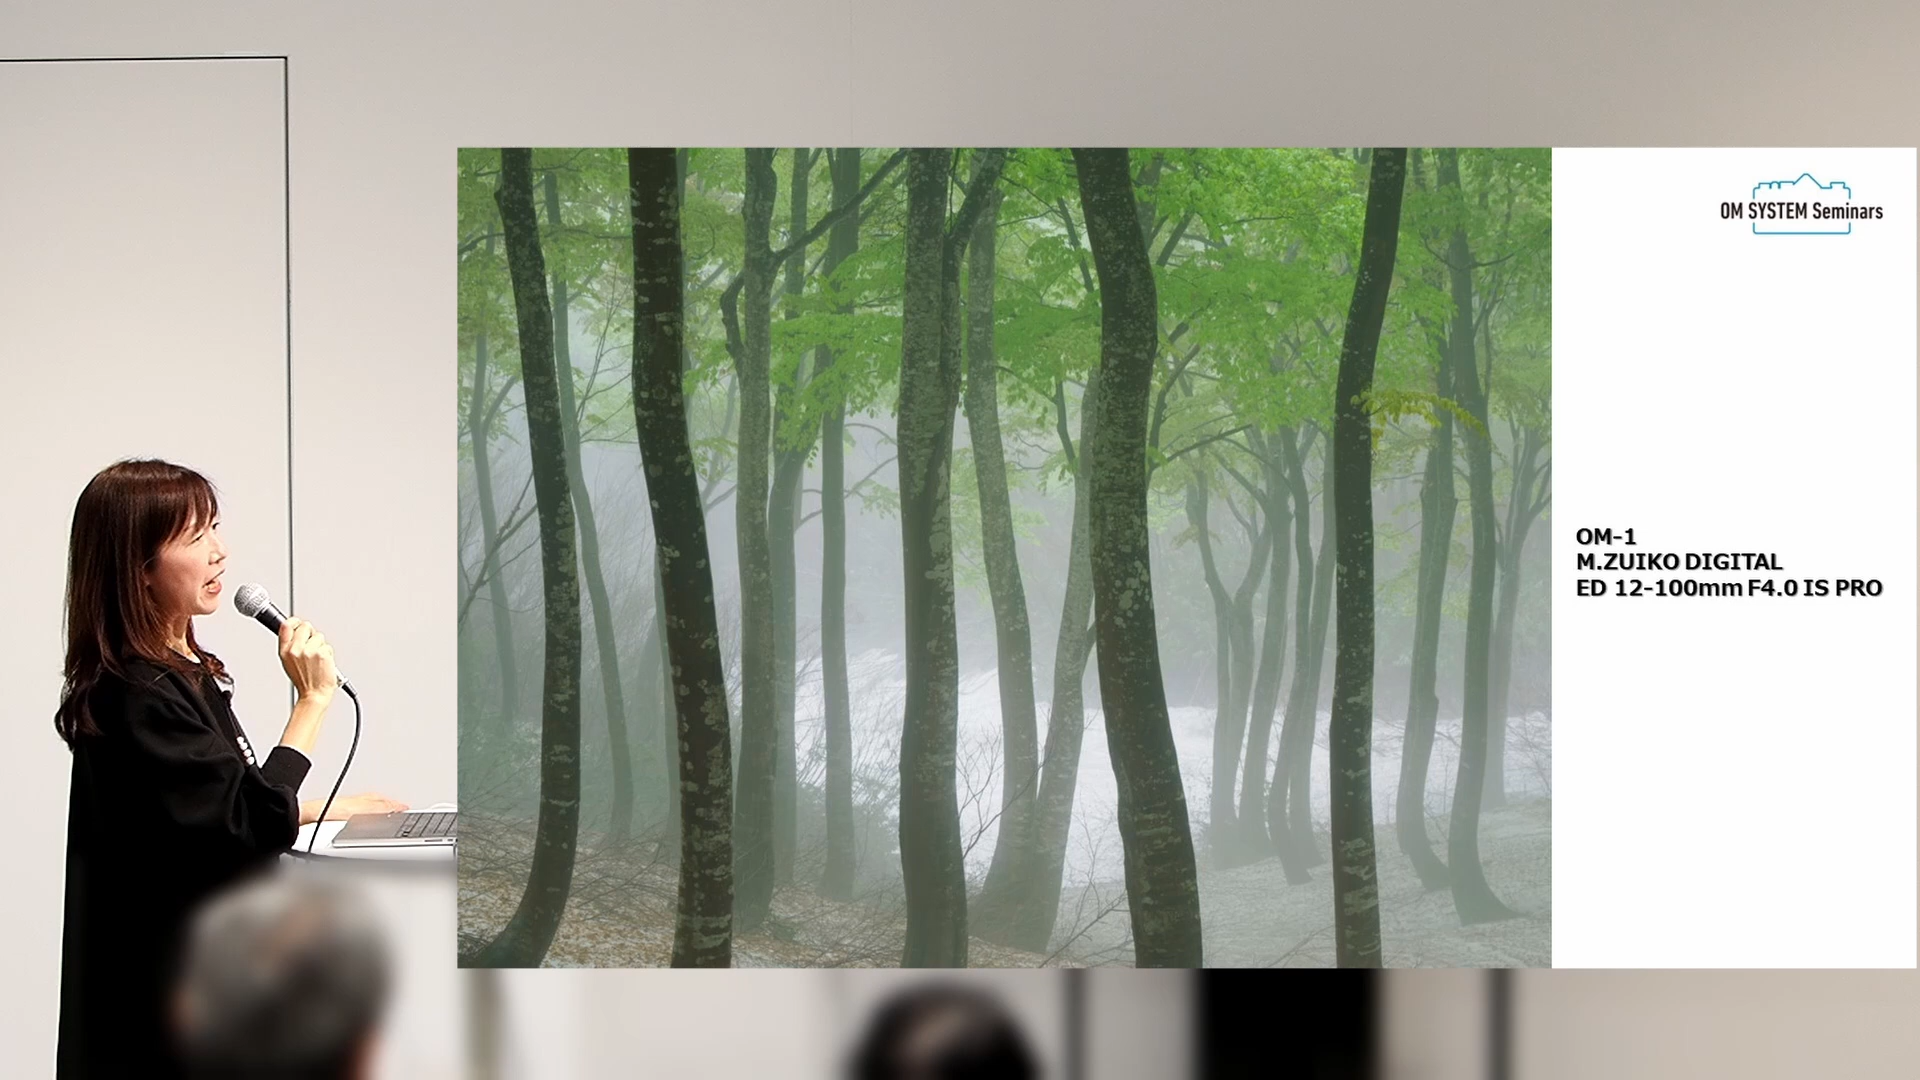 OM SYSTEM Seminars
OM-1
M.ZUIKO DIGITAL
ED 12-100mm F4.0 IS PRO